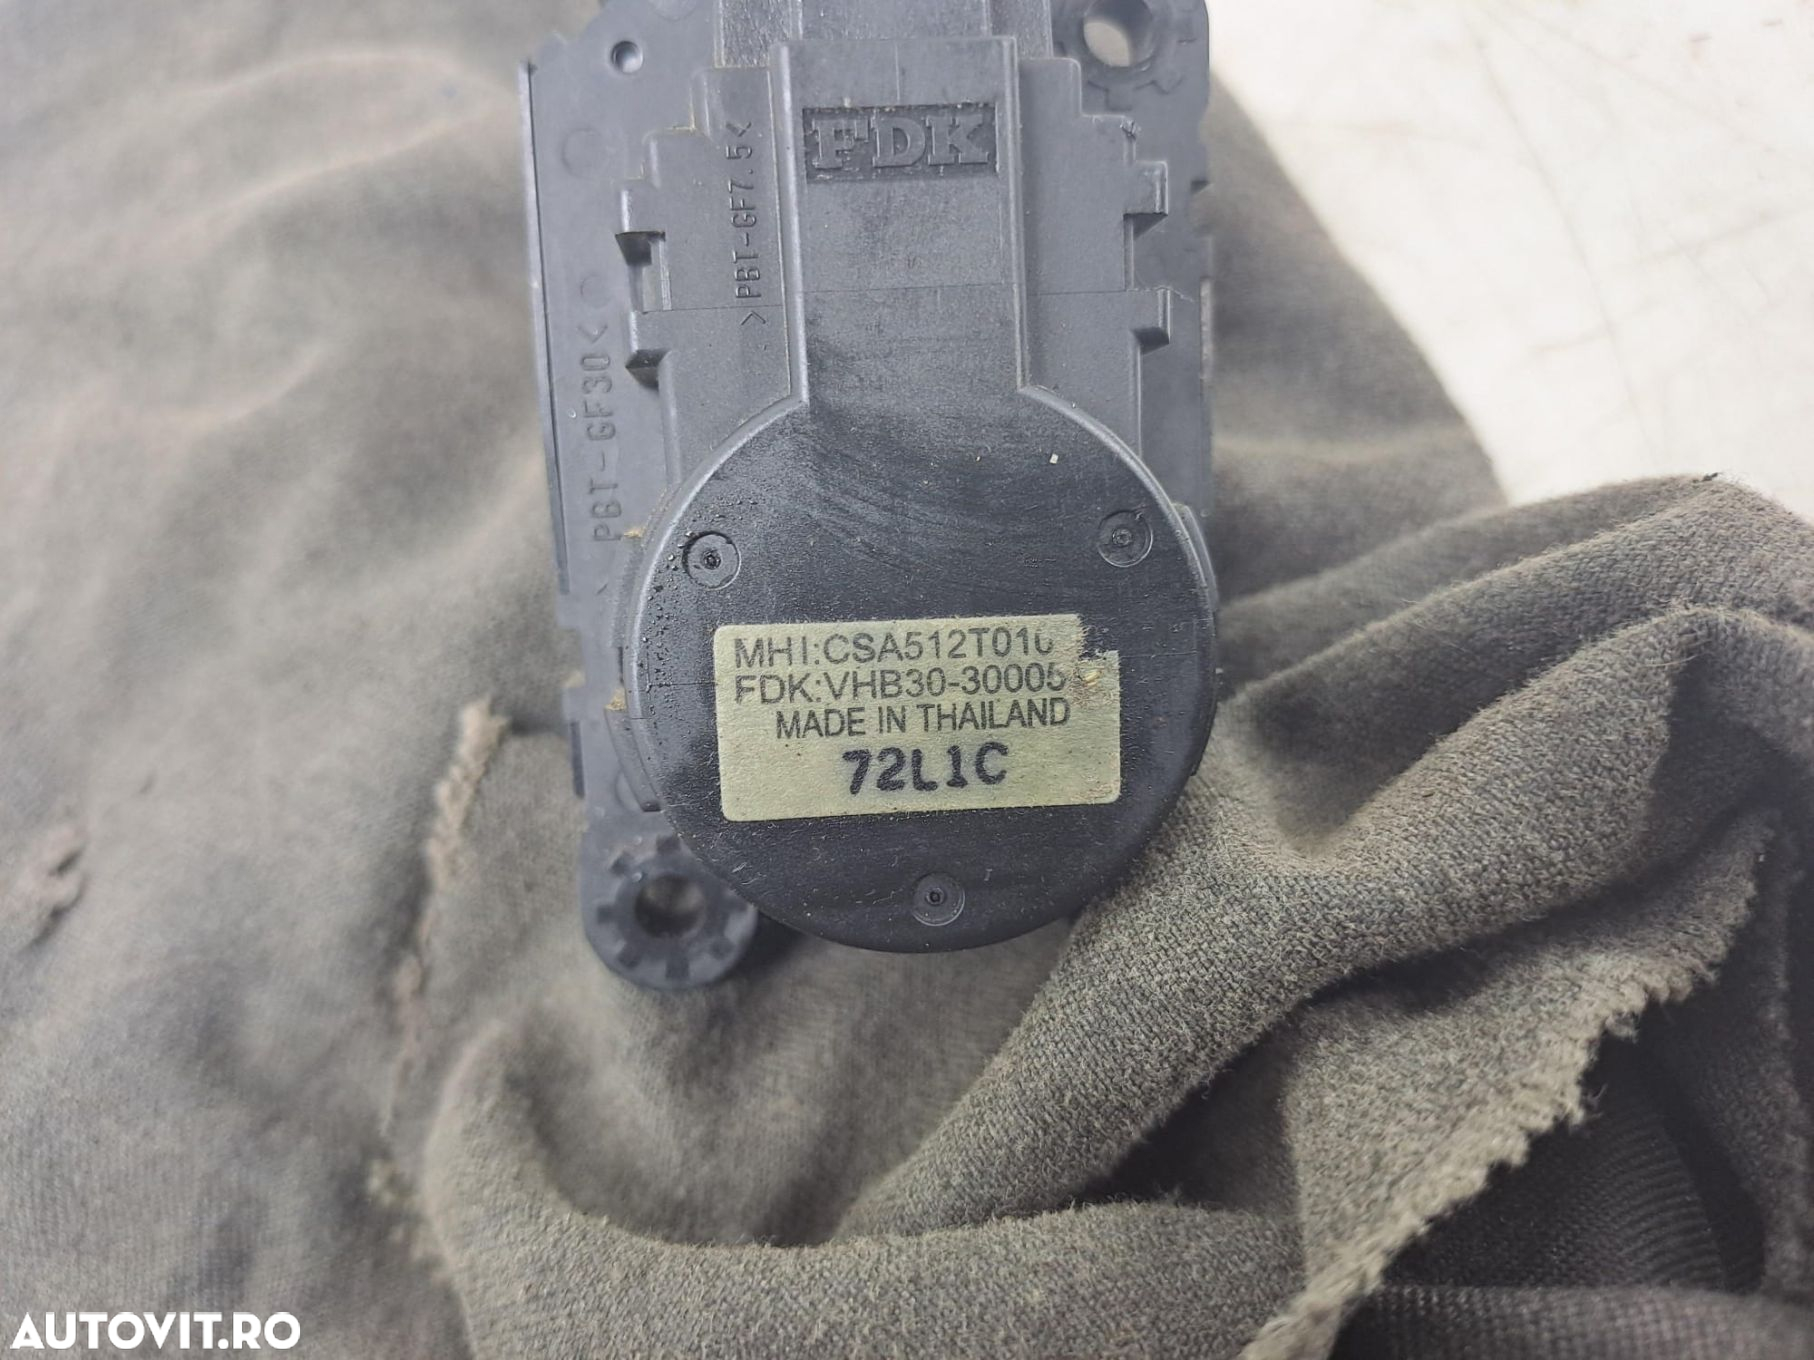 FDK
>PBT-GF7.5<
>PBT-GF30<
MHI:CSA512T010
FDK:VHB30-30005
MADE IN THAILAND
72L1C
AUTOVIT.RO